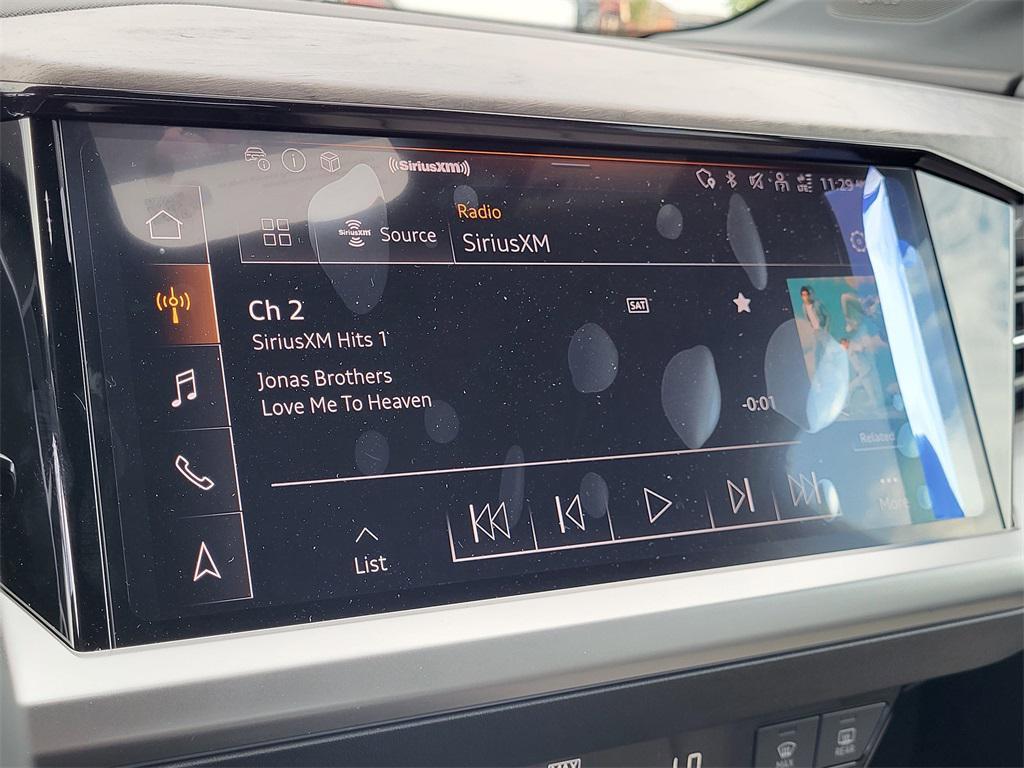 ((SiriusXM))
11:29
SiriusXM
Source
Radio
SiriusXM
Ch 2
SAT
SiriusXM Hits 1
Jonas Brothers
Love Me To Heaven
-0:01
Related
More
List
MAX
MAX
REAR